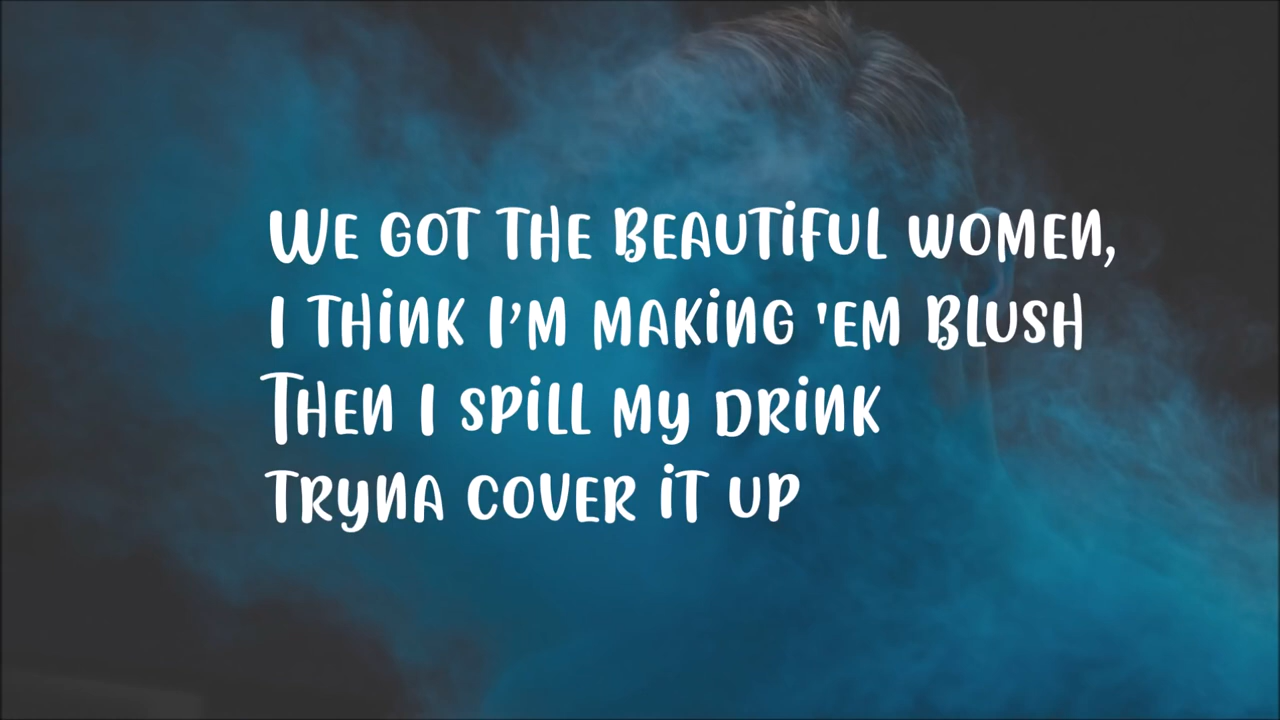 We got the beautiful women,
I think I’m making 'em blush
Then I spill my drink
tryna cover it up